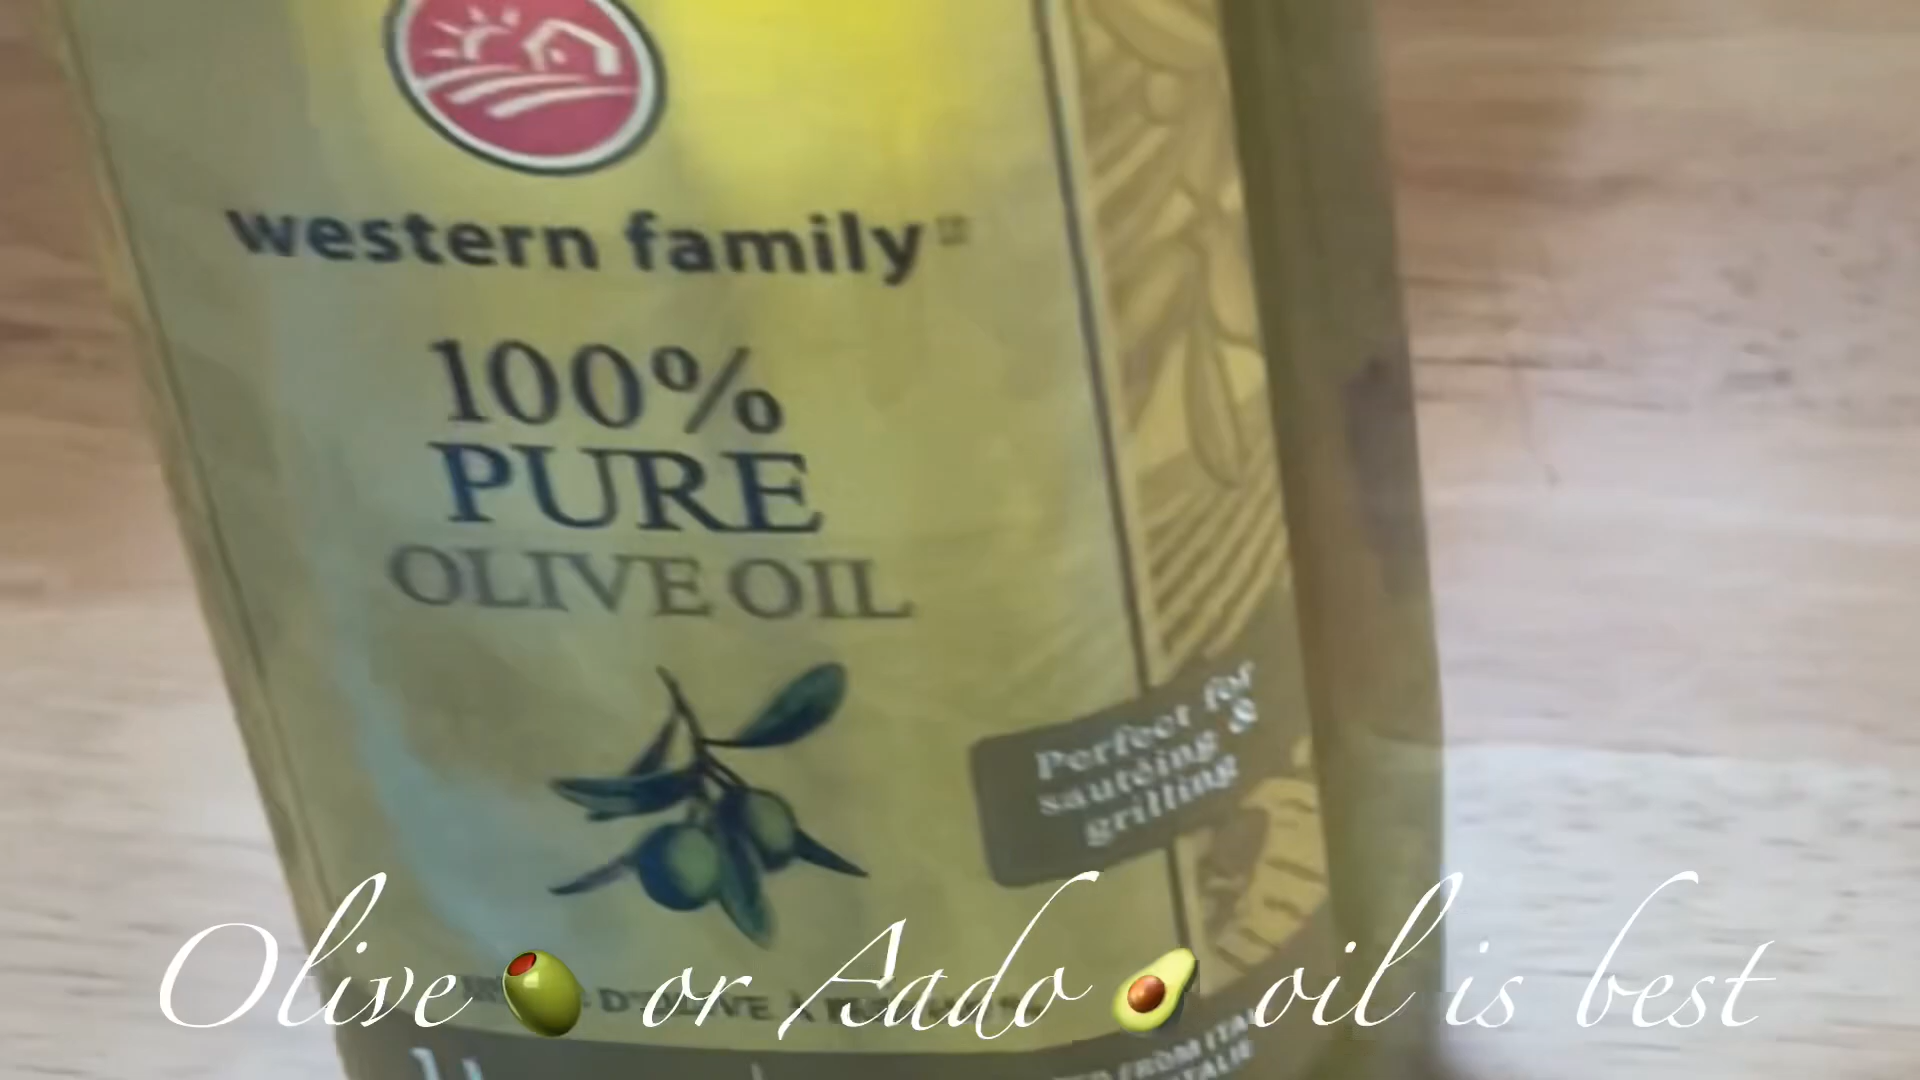 western family
100%
PURE
OLIVE OIL
Perfect for
sautéing &
grilling
Olive 🫒 or Aado 🥑 oil is best